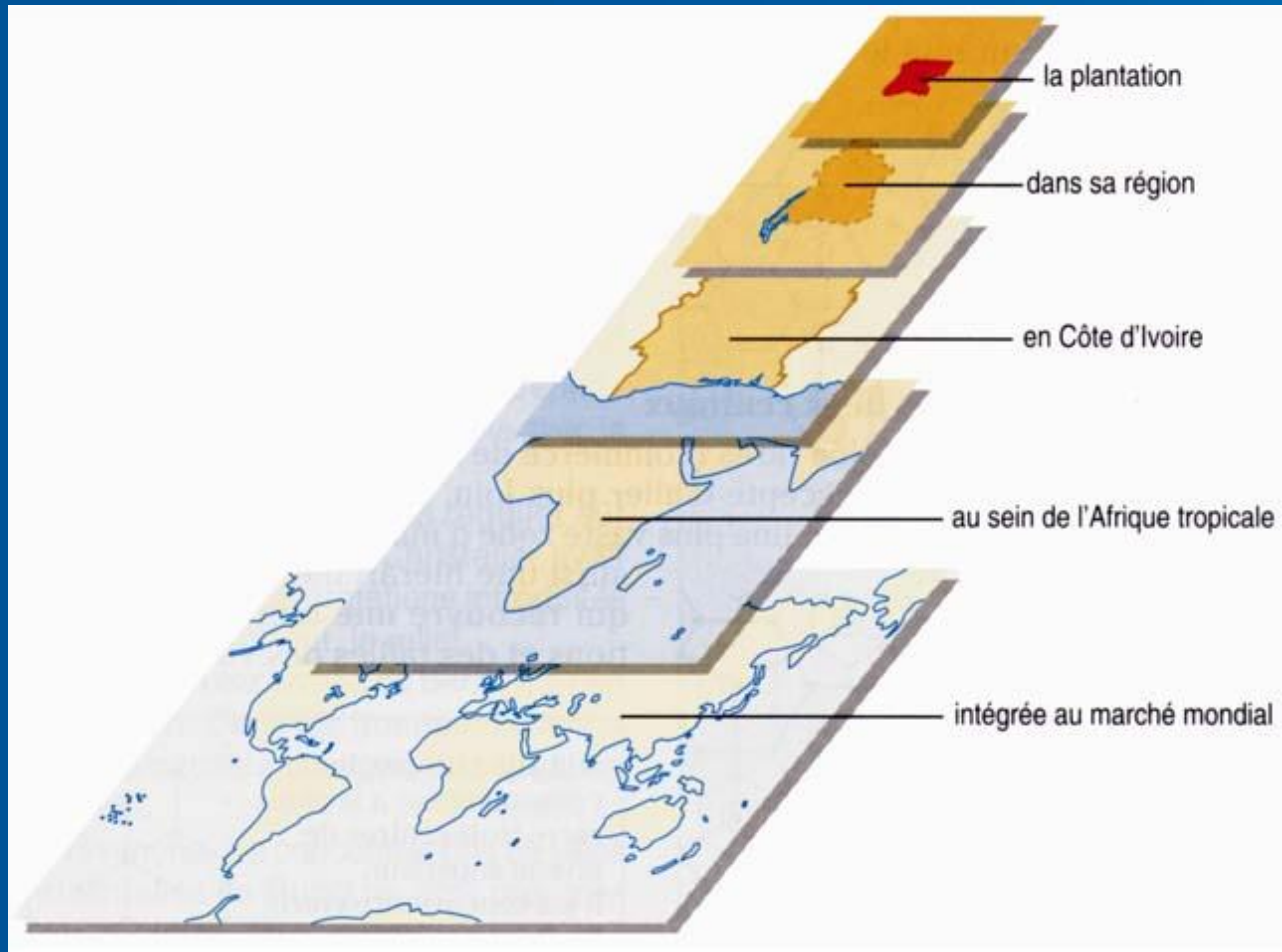 la plantation
dans sa région
en Côte d'Ivoire
au sein de l'Afrique tropicale
intégrée au marché mondial